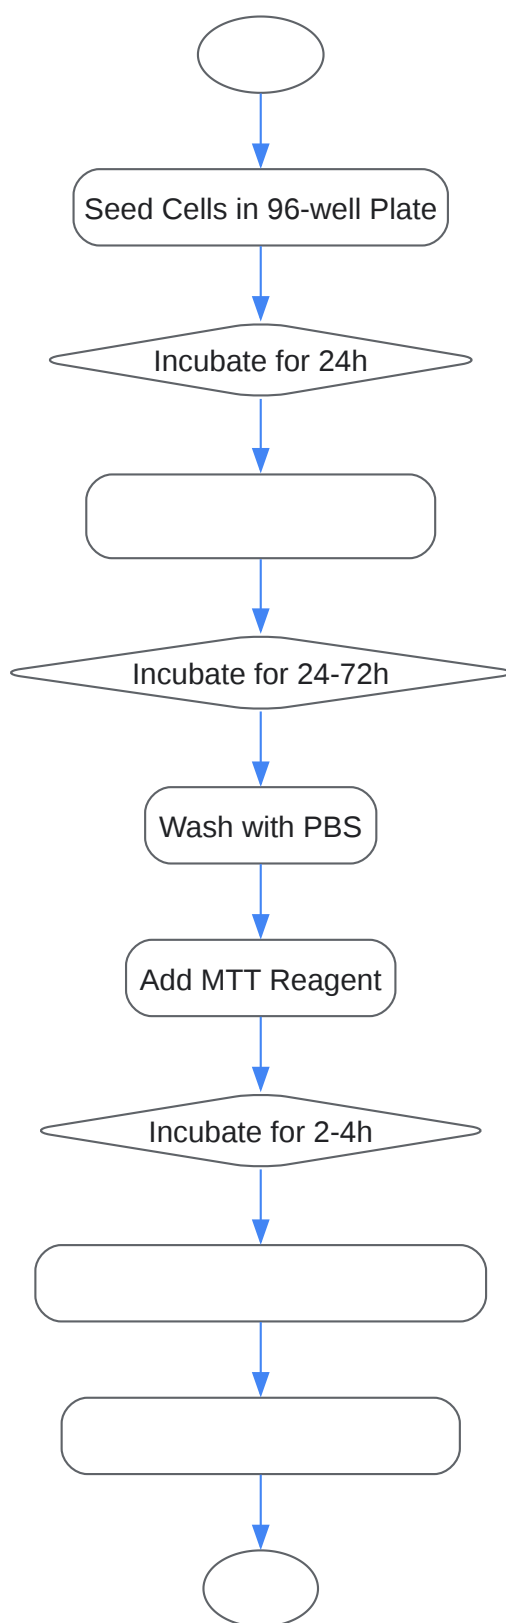 Seed Cells in 96-well Plate
Incubate for 24h
Incubate for 24-72h
Wash with PBS
Add MTT Reagent
Incubate for 2-4h